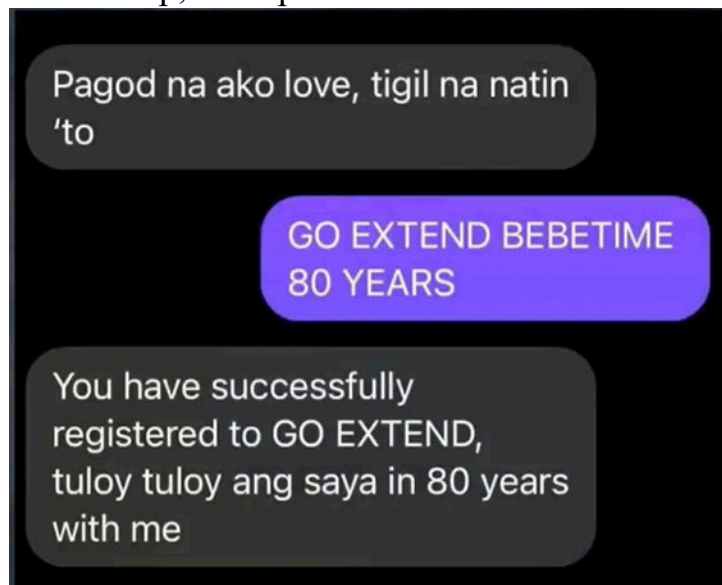 Pagod na ako love, tigil na natin
‘to
GO EXTEND BEBETIME
80 YEARS
You have successfully
registered to GO EXTEND,
tuloy tuloy ang saya in 80 years
with me